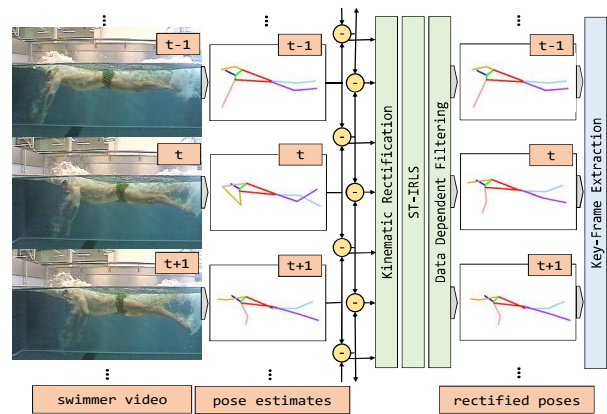 t-1
t-1
t-1
t
t
t
t+1
t+1
t+1
Kinematic Rectification
ST-IRLS
Data Dependent Filtering
Key-Frame Extraction
swimmer video
pose estimates
rectified poses